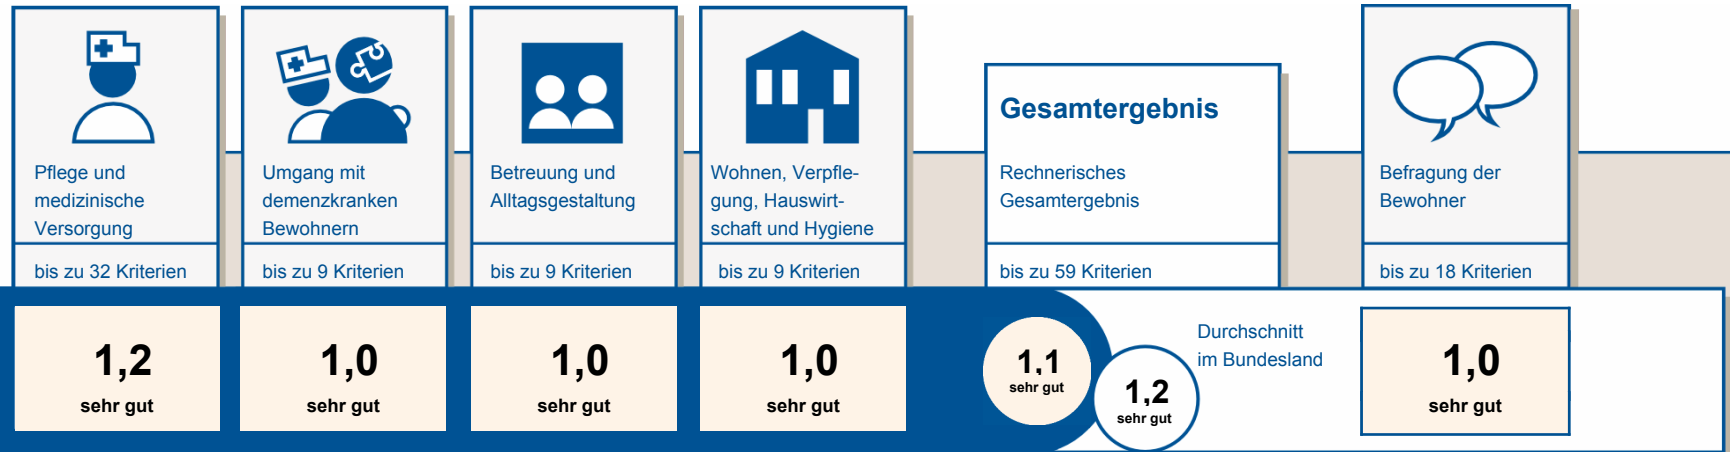 Pflege und
medizinische
Versorgung
bis zu 32 Kriterien
1,2
sehr gut
Umgang mit
demenzkranken
Bewohnern
bis zu 9 Kriterien
1,0
sehr gut
Betreuung und
Alltagsgestaltung
bis zu 9 Kriterien
1,0
sehr gut
Wohnen, Verpfle-
gung, Hauswirt-
schaft und Hygiene
bis zu 9 Kriterien
1,0
sehr gut
Gesamtergebnis
Rechnerisches
Gesamtergebnis
bis zu 59 Kriterien
1,1
sehr gut
1,2
sehr gut
Durchschnitt
im Bundesland
Befragung der
Bewohner
bis zu 18 Kriterien
1,0
sehr gut